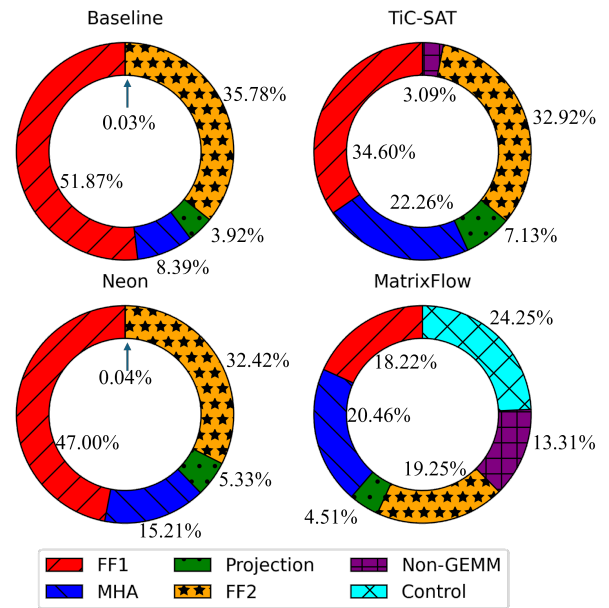 Baseline
TiC-SAT
35.78%
0.03%
51.87%
3.92%
8.39%
3.09%
32.92%
34.60%
22.26%
7.13%
Neon
MatrixFlow
32.42%
0.04%
47.00%
5.33%
15.21%
24.25%
18.22%
20.46%
13.31%
19.25%
4.51%
FF1
Projection
Non-GEMM
MHA
FF2
Control